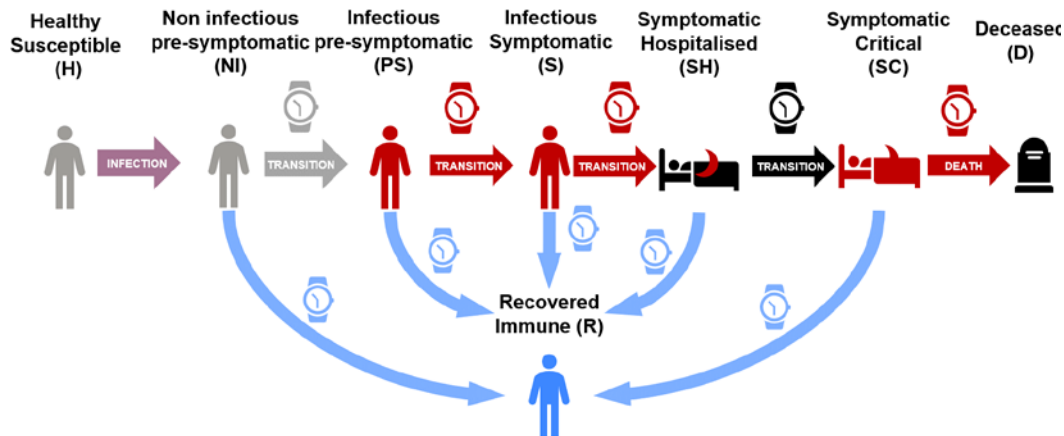 Healthy
Susceptible
(H)
Non infectious
pre-symptomatic
(NI)
Infectious
pre-symptomatic
(PS)
Infectious
Symptomatic
(S)
Symptomatic
Hospitalised
(SH)
Symptomatic
Critical
(SC)
Deceased
(D)
INFECTION
TRANSITION
TRANSITION
TRANSITION
TRANSITION
DEATH
Recovered
Immune (R)